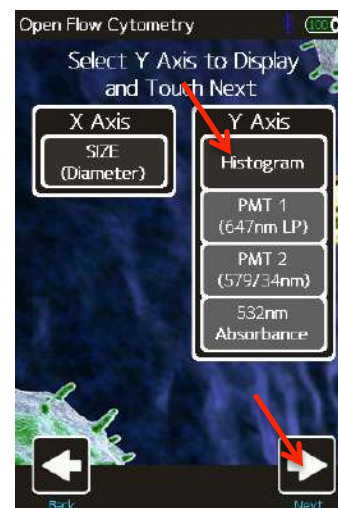 Open Flow Cytometry
100
Select Y Axis to Display
and Touch Next
X Axis
SIZE
(Diameter)
Y Axis
Histogram
PMT 1
(647nm LP)
PMT 2
(579/34nm)
532nm
Absorbance
Back
Next